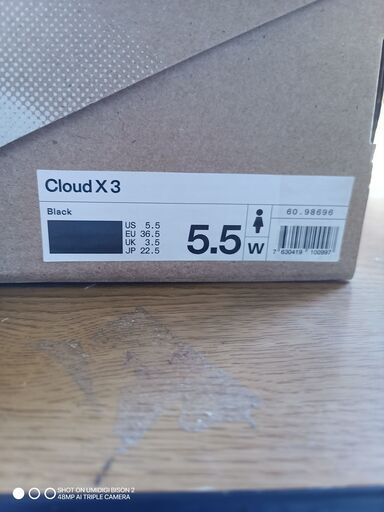 Cloud X 3
Black
60.98696
US 5.5
EU 36.5
UK 3.5
JP 22.5
5.5
W
7 630419 100997
SHOT ON UMIDIGI BISON 2
48MP AI TRIPLE CAMERA